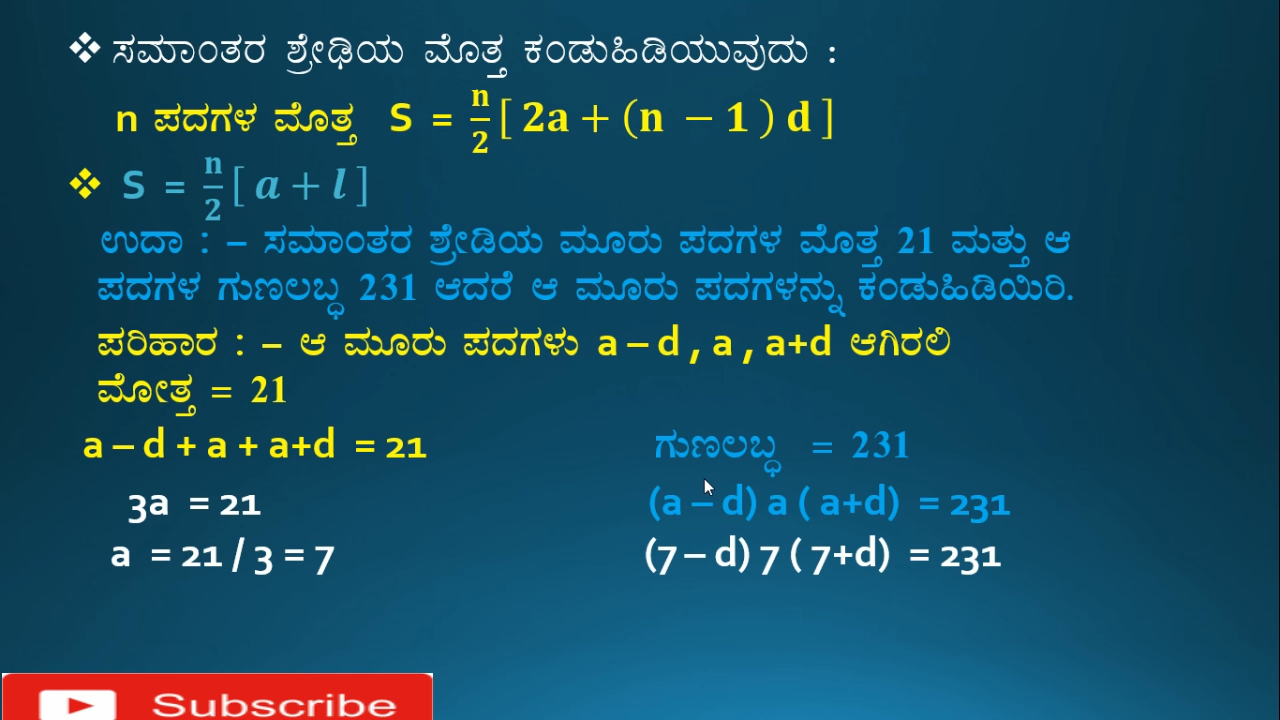 ❖ ಸಮಾಂತರ ಶ್ರೇಢಿಯ ಮೊತ್ತ ಕಂಡುಹಿಡಿಯುವುದು :
n ಪದಗಳ ಮೊತ್ತ S = n/2 [ 2a + (n − 1 ) d ]
❖ S = n/2 [ a + l ]
ಉದಾ : – ಸಮಾಂತರ ಶ್ರೇಡಿಯ ಮೂರು ಪದಗಳ ಮೊತ್ತ 21 ಮತ್ತು ಆ
ಪದಗಳ ಗುಣಲಬ್ಧ 231 ಆದರೆ ಆ ಮೂರು ಪದಗಳನ್ನು ಕಂಡುಹಿಡಿಯಿರಿ.
ಪರಿಹಾರ : – ಆ ಮೂರು ಪದಗಳು a – d , a , a+d ಆಗಿರಲಿ
ಮೋತ್ತ = 21
a – d + a + a+d = 21
ಗುಣಲಬ್ಧ = 231
3a = 21
(a – d) a ( a+d) = 231
a = 21 / 3 = 7
(7 – d) 7 ( 7+d) = 231
Subscribe